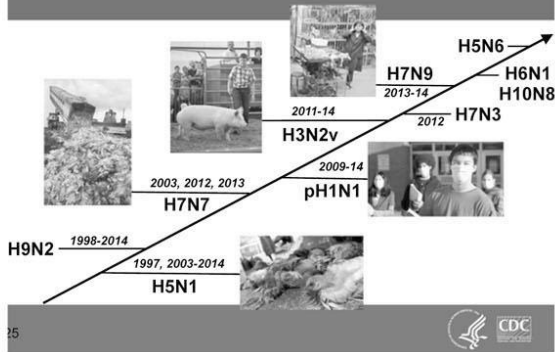 H5N6
H7N9
2013-14
H6N1
H10N8
2011-14
H3N2v
2012
H7N3
2003, 2012, 2013
H7N7
2009-14
pH1N1
1998-2014
H9N2
1997, 2003-2014
H5N1
25
CDC